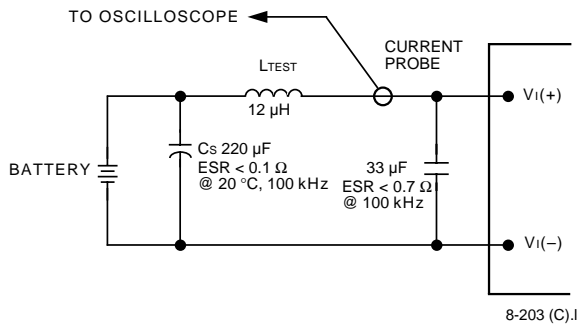 TO OSCILLOSCOPE
CURRENT
PROBE
LTEST
12 µH
VI(+)
CS 220 µF
ESR < 0.1 Ω
@ 20 °C, 100 kHz
BATTERY
33 µF
ESR < 0.7 Ω
@ 100 kHz
VI(–)
8-203 (C).l